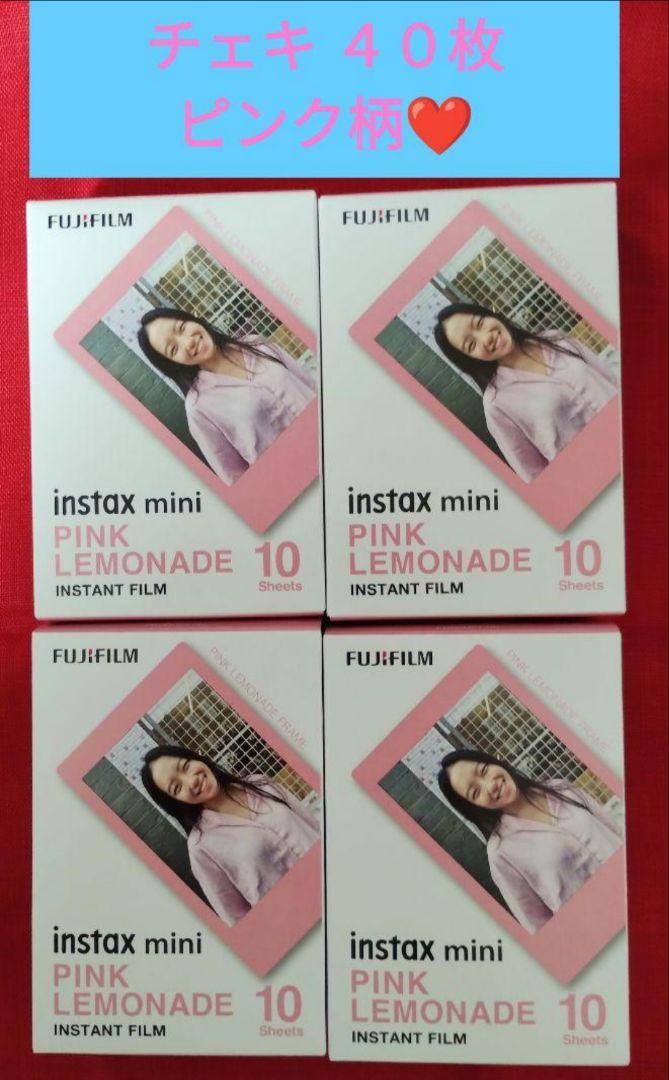 チェキ ４０枚
ピンク柄❤️
FUJIFILM
PINK LEMONADE FRAME
instax mini
PINK
LEMONADE
10
Sheets
INSTANT FILM
FUJIFILM
PINK LEMONADE FRAME
instax mini
PINK
LEMONADE
10
Sheets
INSTANT FILM
FUJIFILM
PINK LEMONADE FRAME
instax mini
PINK
LEMONADE
10
Sheets
INSTANT FILM
FUJIFILM
PINK LEMONADE FRAME
instax mini
PINK
LEMONADE
10
Sheets
INSTANT FILM